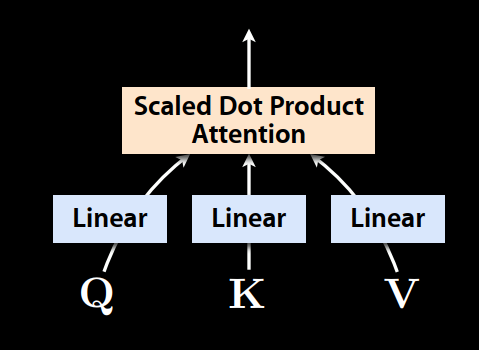 Scaled Dot Product
Attention
Linear Linear Linear
Q K V